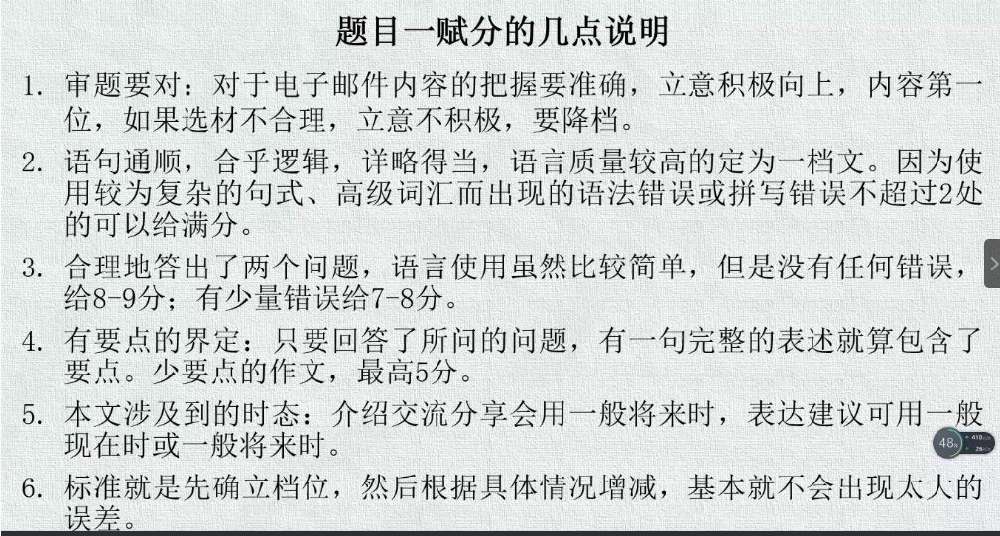 题目一赋分的几点说明
1. 审题要对：对于电子邮件内容的把握要准确，立意积极向上，内容第一
位，如果选材不合理，立意不积极，要降档。
2. 语句通顺，合乎逻辑，详略得当，语言质量较高的定为一档文。因为使
用较为复杂的句式、高级词汇而出现的语法错误或拼写错误不超过2处
的可以给满分。
3. 合理地答出了两个问题，语言使用虽然比较简单，但是没有任何错误，
给8-9分；有少量错误给7-8分。
4. 有要点的界定：只要回答了所问的问题，有一句完整的表述就算包含了
要点。少要点的作文，最高5分。
5. 本文涉及到的时态：介绍交流分享会用一般将来时，表达建议可用一般
现在时或一般将来时。
48%
6. 标准就是先确立档位，然后根据具体情况增减，基本就不会出现太大的
误差。